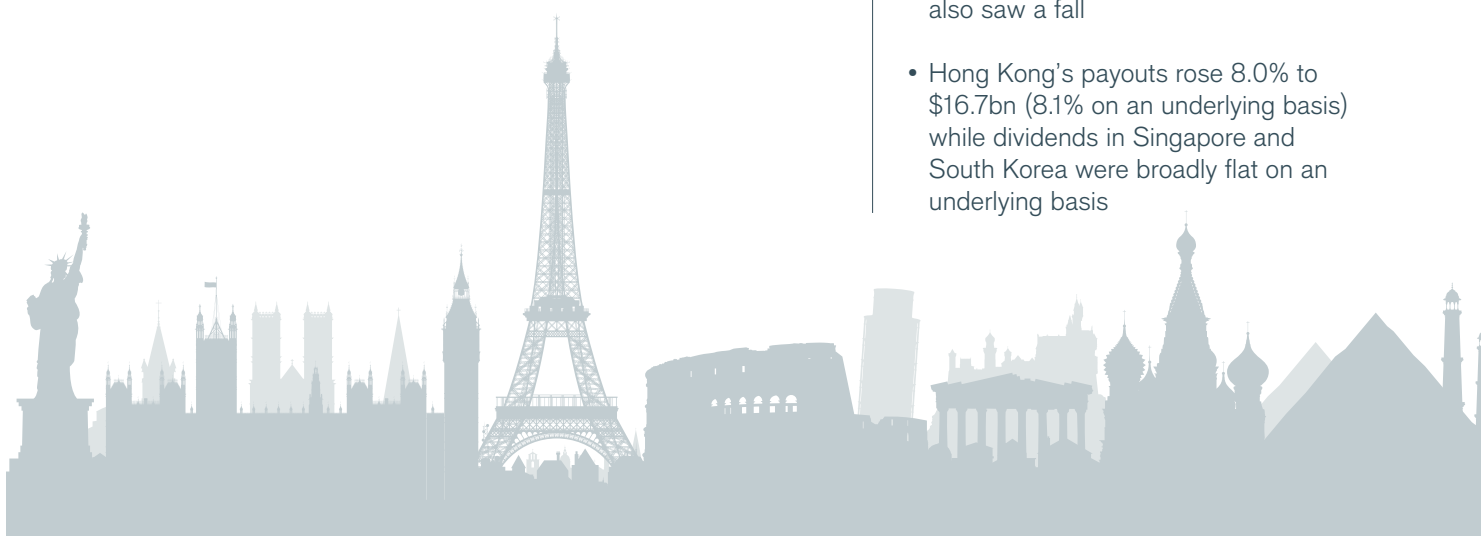 also saw a fall
• Hong Kong’s payouts rose 8.0% to
$16.7bn (8.1% on an underlying basis)
while dividends in Singapore and
South Korea were broadly flat on an
underlying basis